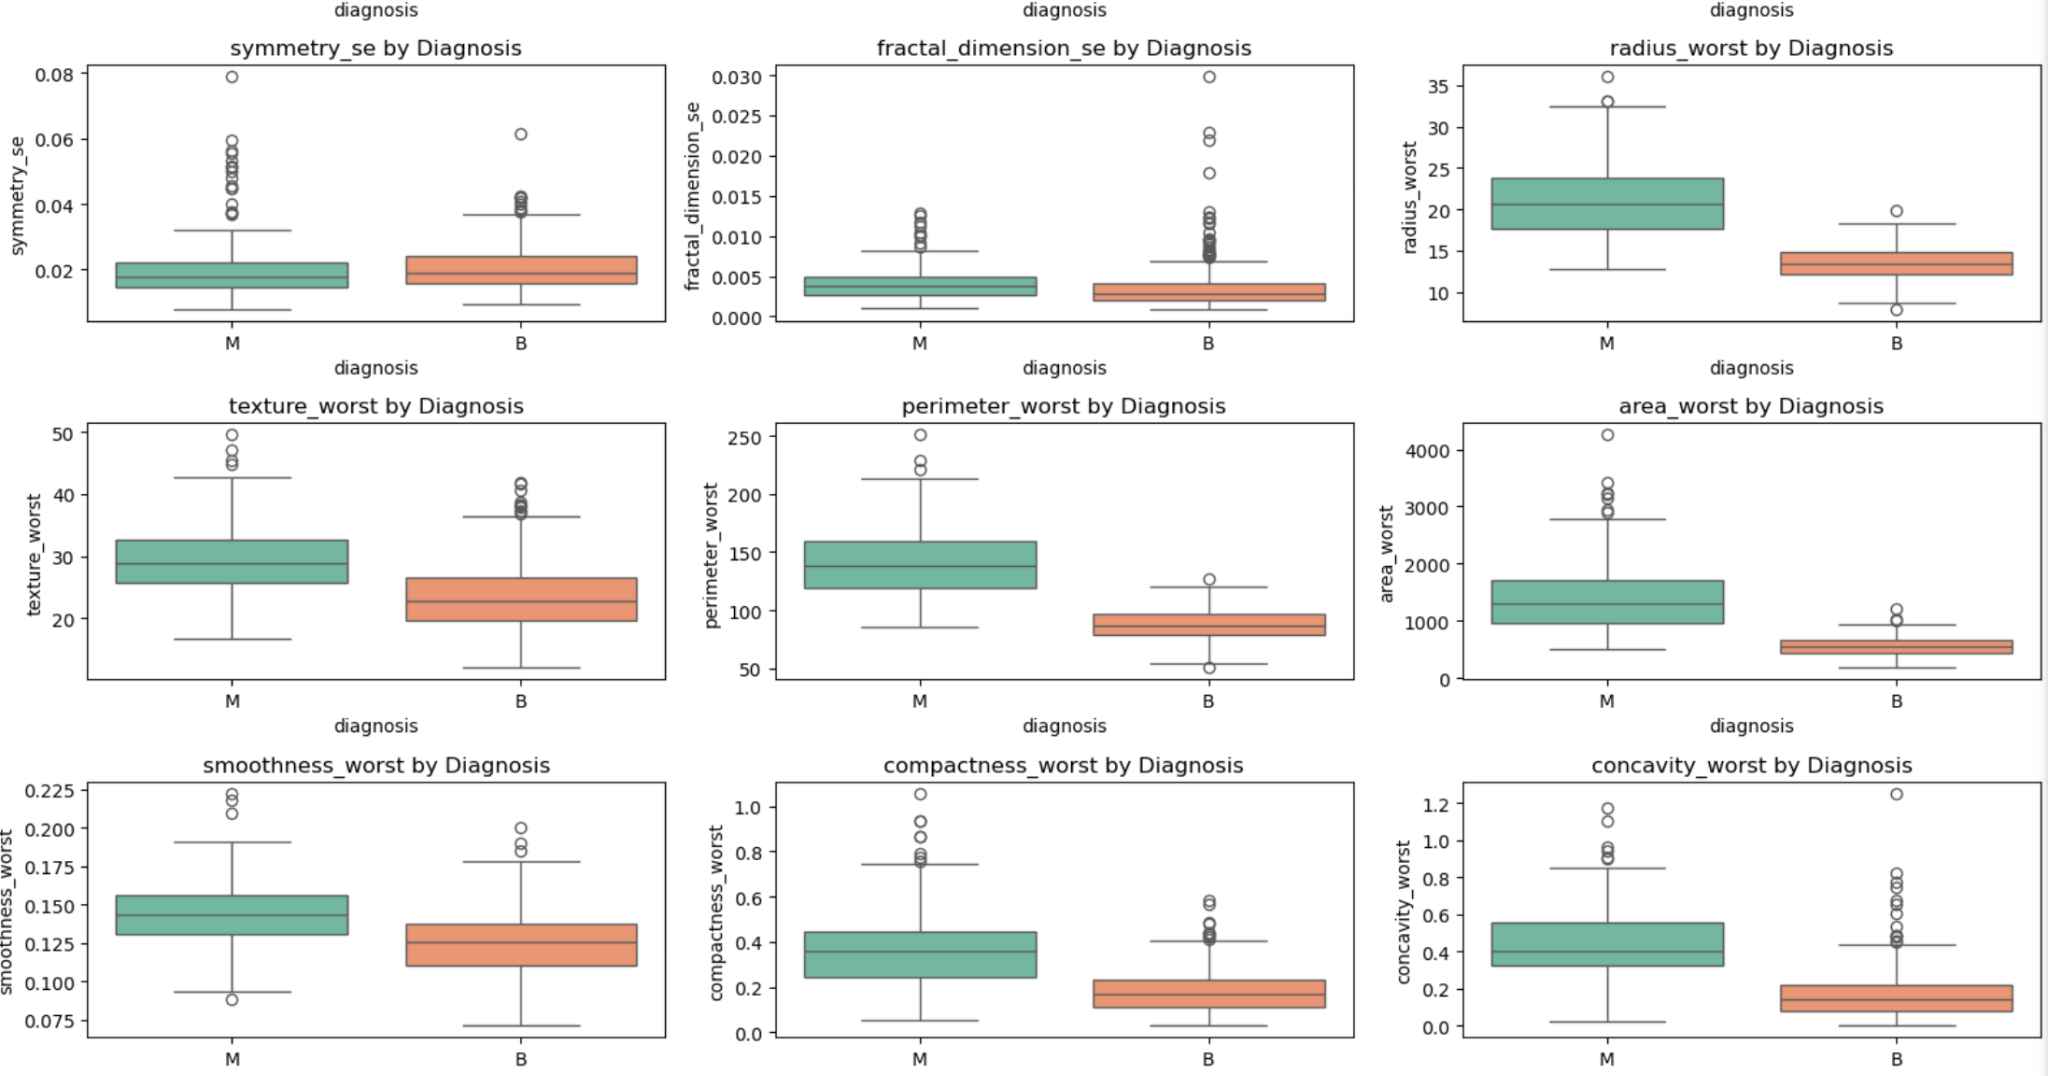 diagnosis
diagnosis
diagnosis
symmetry_se by Diagnosis
fractal_dimension_se by Diagnosis
radius_worst by Diagnosis
symmetry_se
0.08
0.06
0.04
0.02
M
B
diagnosis
fractal_dimension_se
0.030
0.025
0.020
0.015
0.010
0.005
0.000
M
B
diagnosis
radius_worst
35
30
25
20
15
10
M
B
diagnosis
texture_worst by Diagnosis
perimeter_worst by Diagnosis
area_worst by Diagnosis
texture_worst
50
40
30
20
M
B
diagnosis
perimeter_worst
250
200
150
100
50
M
B
diagnosis
area_worst
4000
3000
2000
1000
0
M
B
diagnosis
smoothness_worst by Diagnosis
compactness_worst by Diagnosis
concavity_worst by Diagnosis
smoothness_worst
0.225
0.200
0.175
0.150
0.125
0.100
0.075
M
B
compactness_worst
1.0
0.8
0.6
0.4
0.2
0.0
M
B
concavity_worst
1.2
1.0
0.8
0.6
0.4
0.2
0.0
M
B